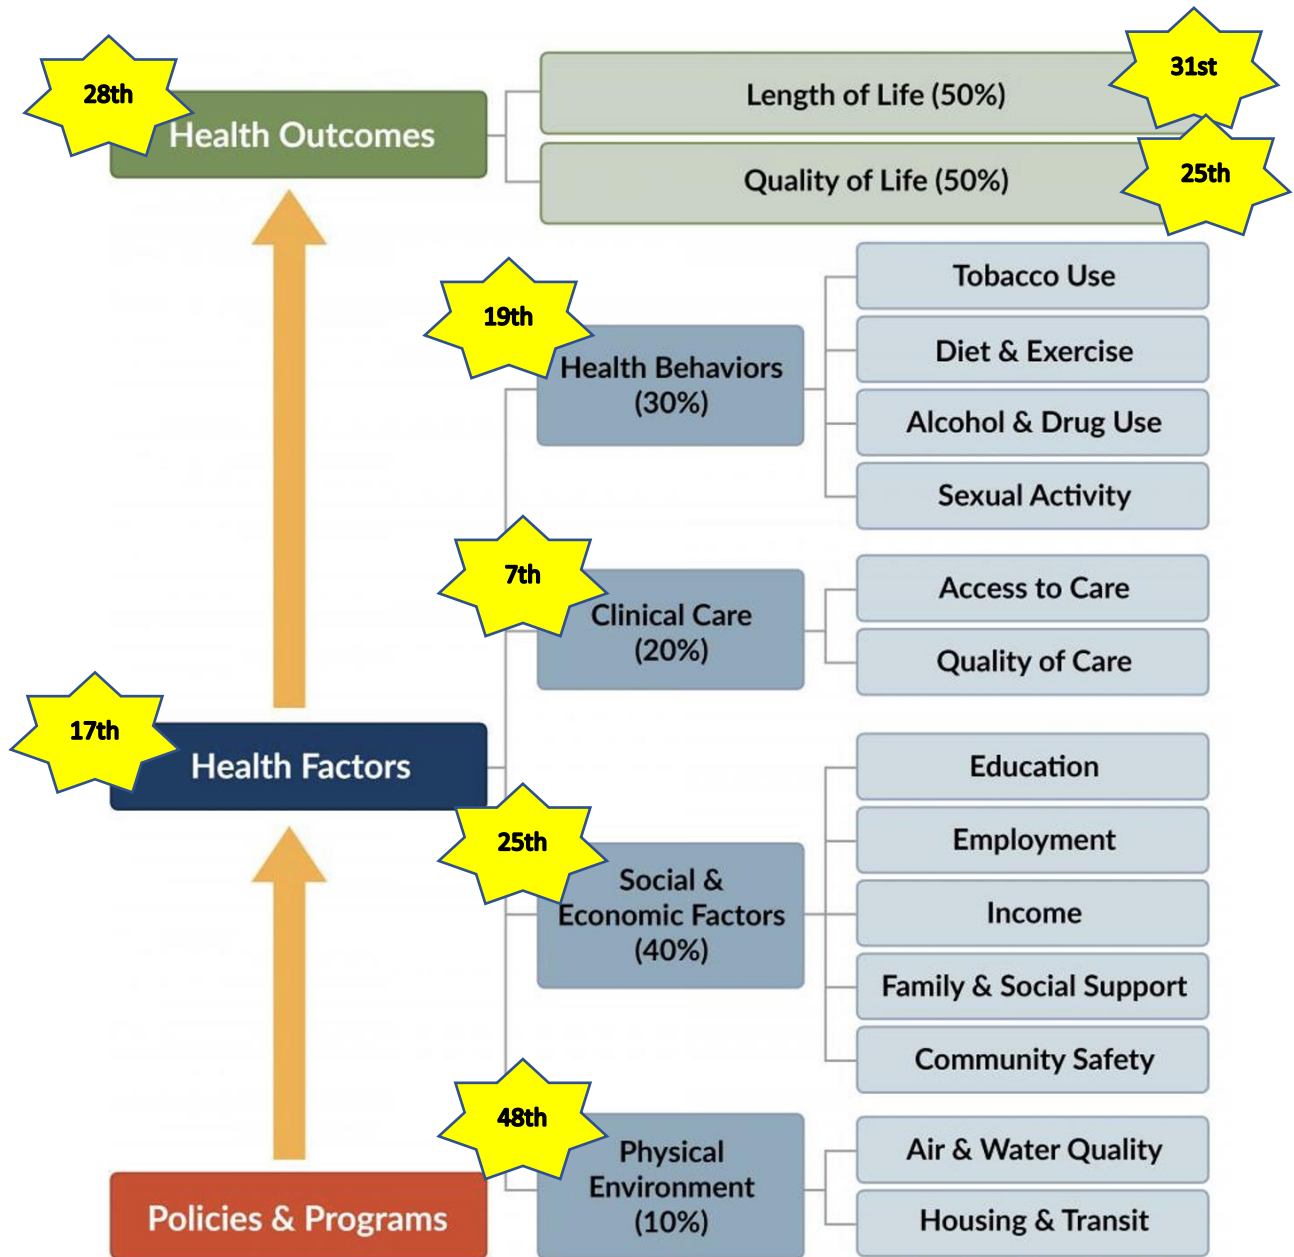 28th
Health Outcomes
Length of Life (50%)
31st
Quality of Life (50%)
25th
19th
Health Behaviors
(30%)
Tobacco Use
Diet & Exercise
Alcohol & Drug Use
Sexual Activity
7th
Clinical Care
(20%)
Access to Care
Quality of Care
17th
Health Factors
25th
Social &
Economic Factors
(40%)
Education
Employment
Income
Family & Social Support
Community Safety
48th
Physical
Environment
(10%)
Air & Water Quality
Housing & Transit
Policies & Programs